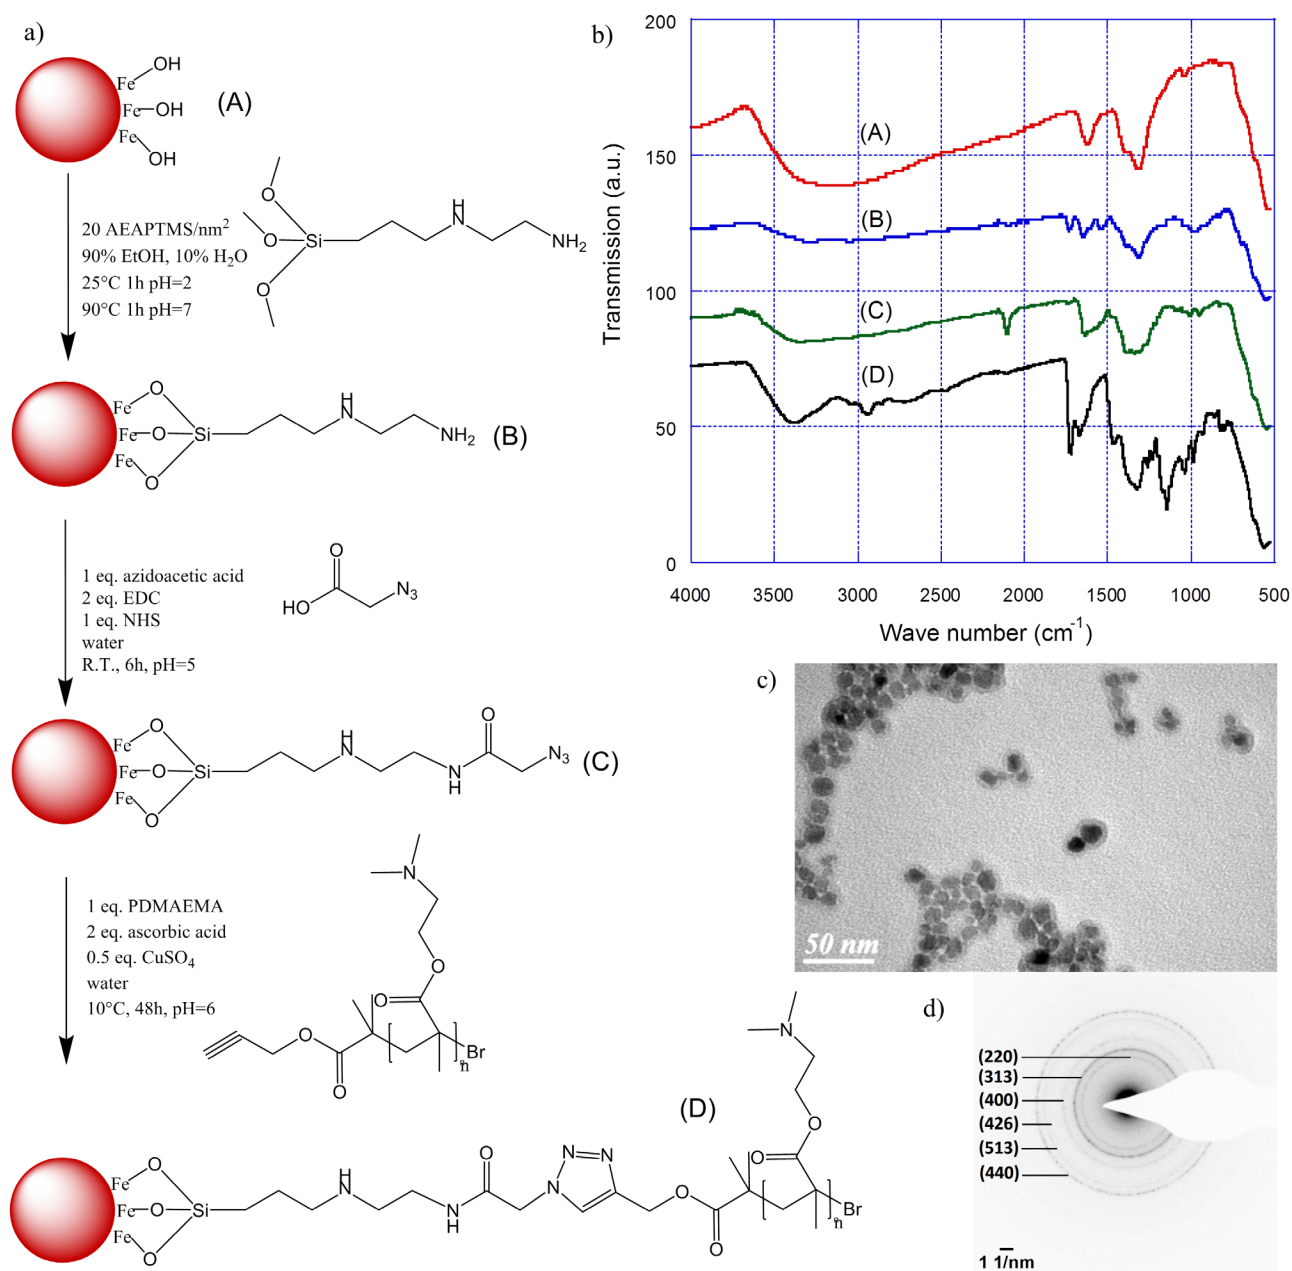 a)
Fe
OH
Fe
OH
Fe
OH
(A)
20 AEAPTMS/nm²
90% EtOH, 10% H₂O
25°C 1h pH=2
90°C 1h pH=7
O
O
Si
O
H
N
NH₂
Fe
O
Fe
O
Si
Fe
O
H
N
NH₂
(B)
1 eq. azidoacetic acid
2 eq. EDC
1 eq. NHS
water
R.T., 6h, pH=5
O
HO
N₃
Fe
O
Fe
O
Si
Fe
O
H
N
N
H
O
N₃
(C)
1 eq. PDMAEMA
2 eq. ascorbic acid
0.5 eq. CuSO₄
water
10°C, 48h, pH=6
N
O
O
O
O
Br
n
(D)
Fe
O
Fe
O
Si
Fe
O
H
N
N
H
O
N
N
N
O
O
N
O
O
Br
n
b)
Transmission (a.u.)
200
150
100
50
0
(A)
(B)
(C)
(D)
4000 3500 3000 2500 2000 1500 1000 500
Wave number (cm⁻¹)
c)
50 nm
d)
(220)
(313)
(400)
(426)
(513)
(440)
1 1/nm